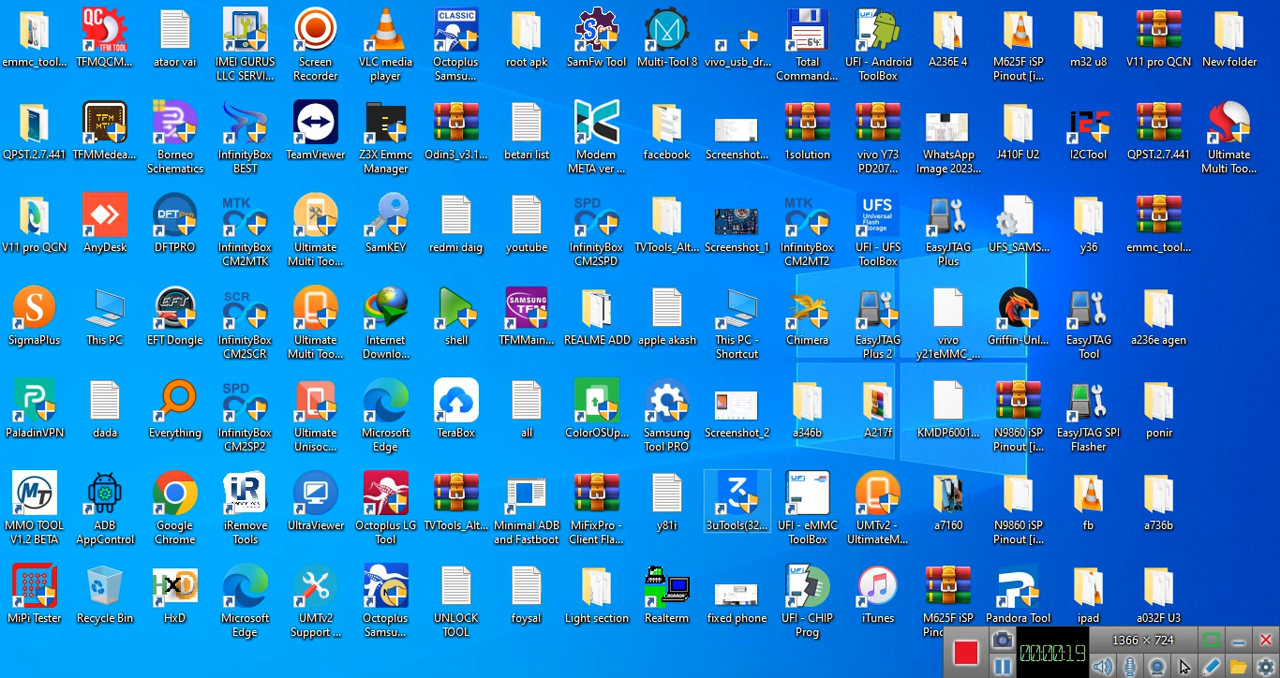 emmc_tool...
TFMQCM...
ataor vai
IMEI GURUS
LLC SERVI...
Screen
Recorder
VLC media
player
Octoplus
Samsu...
root apk
SamFw Tool
Multi-Tool 8
vivo_usb_dr...
Total
Command...
UFI - Android
ToolBox
A236E 4
M625F iSP
Pinout [i...
m32 u8
V11 pro QCN
New folder
QPST.2.7.441
TFMMedea...
Borneo
Schematics
InfinityBox
BEST
TeamViewer
Z3X Emmc
Manager
Odin3_v3.1...
betari list
Modem
META ver ...
facebook
Screenshot...
1solution
vivo Y73
PD207...
WhatsApp
Image 2023...
J410F U2
I2CTool
QPST.2.7.441
Ultimate
Multi Too...
V11 pro QCN
AnyDesk
DFTPRO
InfinityBox
CM2MTK
Ultimate
Multi Too...
SamKEY
redmi daig
youtube
InfinityBox
CM2SPD
TVTools_Alt...
Screenshot_1
InfinityBox
CM2MT2
UFI - UFS
ToolBox
EasyJTAG
Plus
UFS_SAMS...
y36
emmc_tool...
SigmaPlus
This PC
EFT Dongle
InfinityBox
CM2SCR
Ultimate
Multi Too...
Internet
Downlo...
shell
TFMMain...
REALME ADD
apple akash
This PC -
Shortcut
Chimera
EasyJTAG
Plus 2
vivo
y21eMMC_...
Griffin-Unl...
EasyJTAG
Tool
a236e agen
PaladinVPN
dada
Everything
InfinityBox
CM2SP2
Ultimate
Unisoc...
Microsoft
Edge
TeraBox
all
ColorOSUp...
Samsung
Tool PRO
Screenshot_2
a346b
A217f
KMDP6001...
N9860 iSP
Pinout [i...
EasyJTAG SPI
Flasher
ponir
MMO TOOL
V1.2 BETA
ADB
AppControl
Google
Chrome
iRemove
Tools
UltraViewer
Octoplus LG
Tool
TVTools_Alt...
Minimal ADB
and Fastboot
MiFixPro -
Client Fla...
y81i
3uTools(32...
UFI - eMMC
ToolBox
UMTv2 -
UltimateM...
a7160
N9860 iSP
Pinout [i...
fb
a736b
MiPi Tester
Recycle Bin
HxD
Microsoft
Edge
UMTv2
Support ...
Octoplus
Samsu...
UNLOCK
TOOL
foysal
Light section
Realterm
fixed phone
UFI - CHIP
Prog
iTunes
M625F iSP
Pandora Tool
ipad
a032F U3
00:00:19
1366 × 724